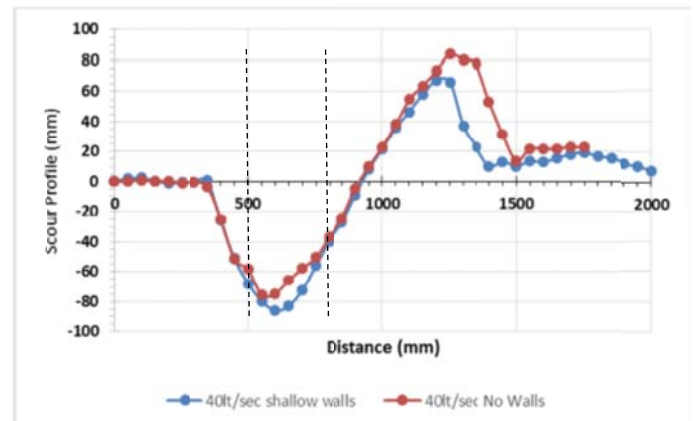 100
80
60
40
20
0
-20
-40
-60
-80
-100
Scour Profile (mm)
0 500 1000 1500 2000
Distance (mm)
40lt/sec shallow walls 40lt/sec No Walls